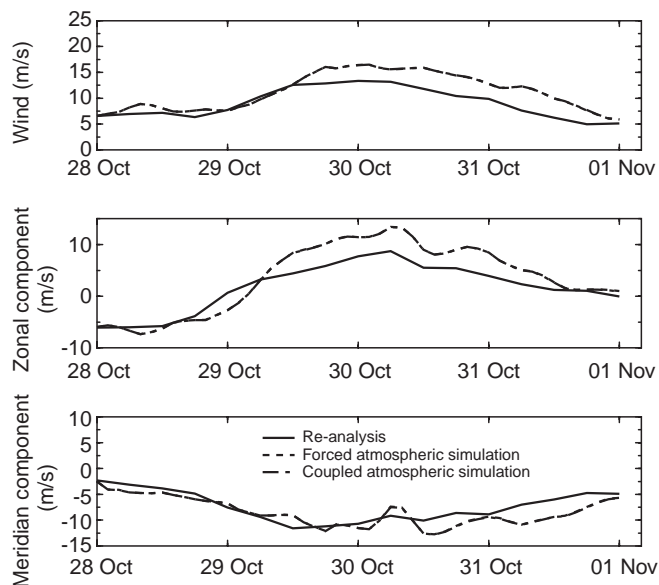 Wind (m/s)
25
20
15
10
5
0
28 Oct 29 Oct 30 Oct 31 Oct 01 Nov
Zonal component
(m/s)
10
0
-10
28 Oct 29 Oct 30 Oct 31 Oct 01 Nov
Meridian component
(m/s)
10
5
0
-5
-10
-15
Re-analysis
Forced atmospheric simulation
Coupled atmospheric simulation
28 Oct 29 Oct 30 Oct 31 Oct 01 Nov